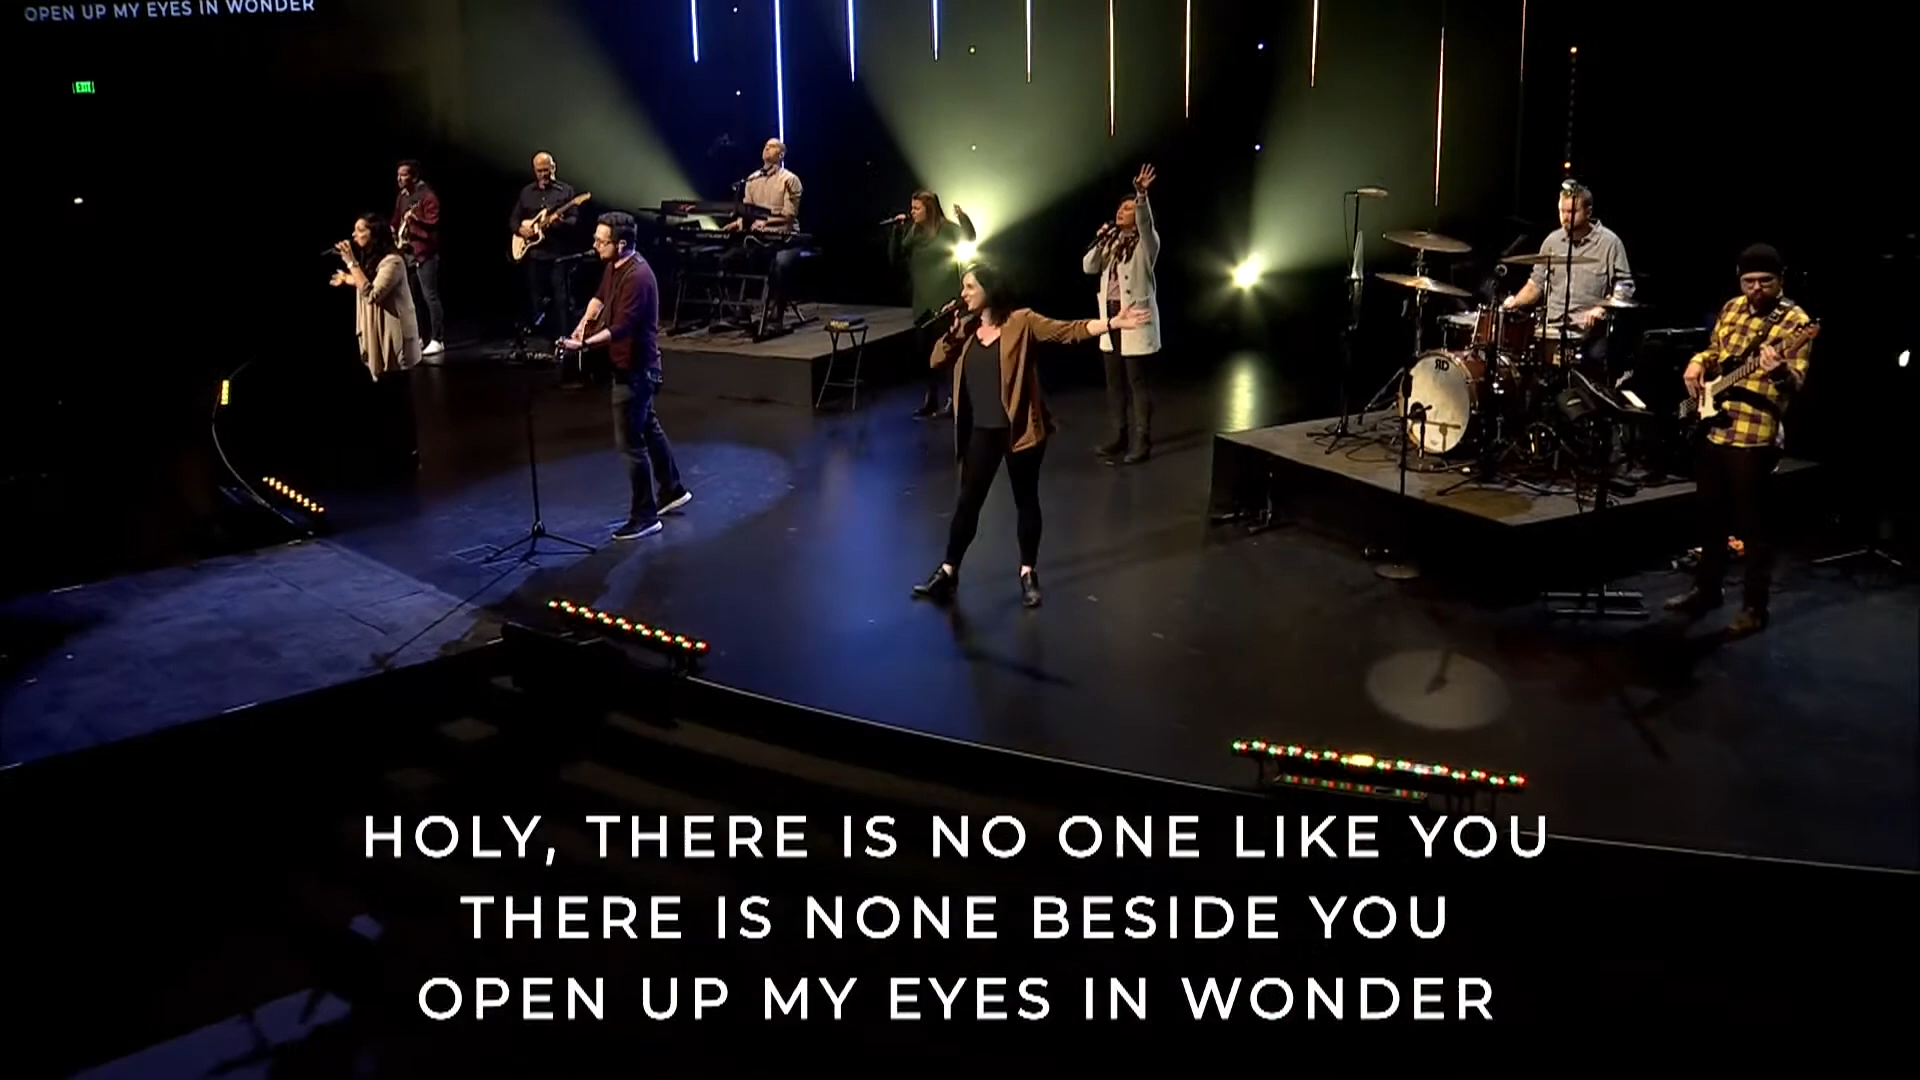 OPEN UP MY EYES IN WONDER
EXIT
RD
HOLY, THERE IS NO ONE LIKE YOU
THERE IS NONE BESIDE YOU
OPEN UP MY EYES IN WONDER